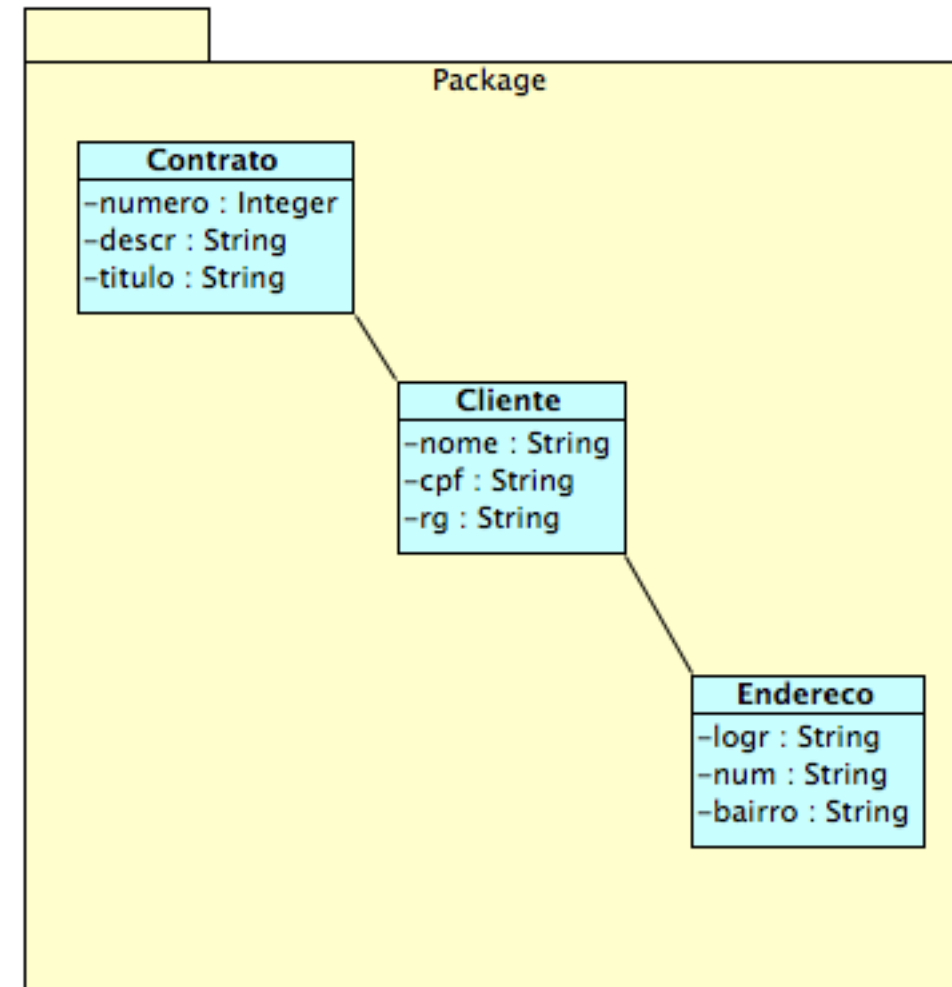 Package
Contrato
-numero : Integer
-descr : String
-titulo : String
Cliente
-nome : String
-cpf : String
-rg : String
Endereco
-logr : String
-num : String
-bairro : String